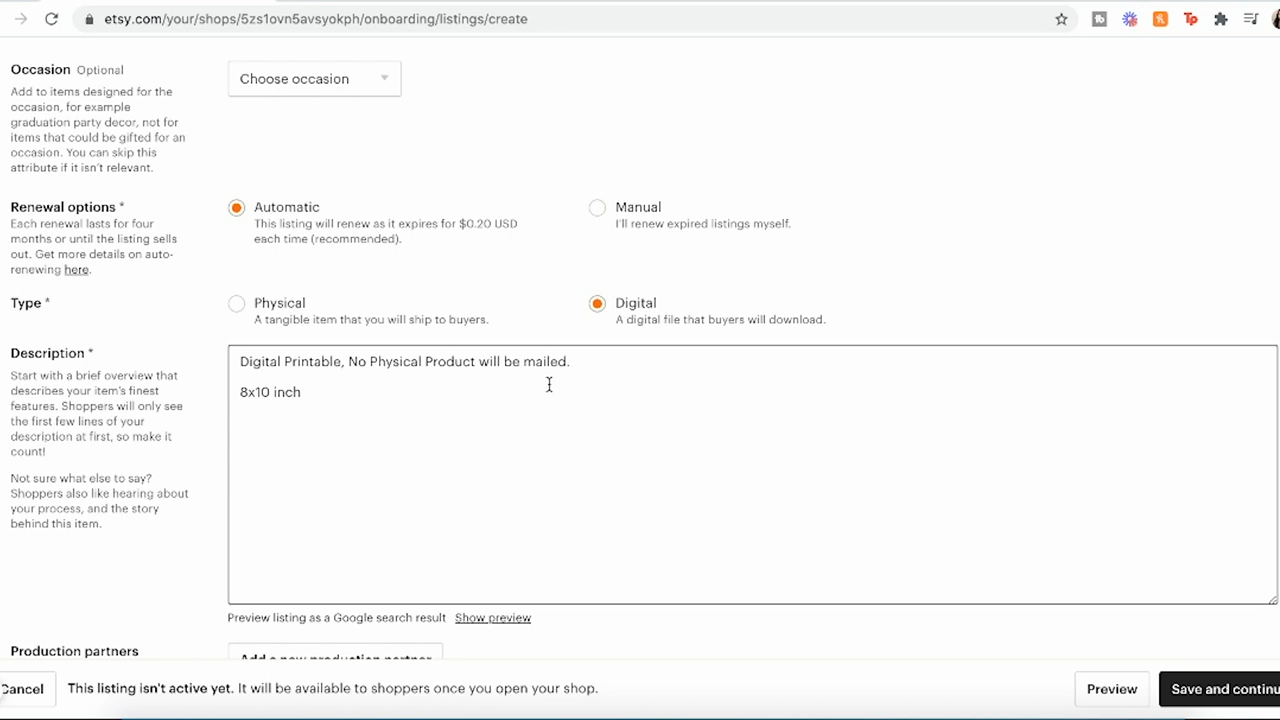 etsy.com/your/shops/5zs1ovn5avsyokph/onboarding/listings/create
Occasion Optional
Add to items designed for the
occasion, for example
graduation party decor, not for
items that could be gifted for an
occasion. You can skip this
attribute if it isn't relevant.
Choose occasion
Renewal options *
Each renewal lasts for four
months or until the listing sells
out. Get more details on auto-
renewing here.
Automatic
This listing will renew as it expires for $0.20 USD
each time (recommended).
Manual
I'll renew expired listings myself.
Type *
Physical
A tangible item that you will ship to buyers.
Digital
A digital file that buyers will download.
Description *
Start with a brief overview that
describes your item's finest
features. Shoppers will only see
the first few lines of your
description at first, so make it
count!
Not sure what else to say?
Shoppers also like hearing about
your process, and the story
behind this item.
Digital Printable, No Physical Product will be mailed.
8x10 inch
Preview listing as a Google search result Show preview
Production partners
Add a new production partner
Cancel
This listing isn't active yet. It will be available to shoppers once you open your shop.
Preview
Save and continu